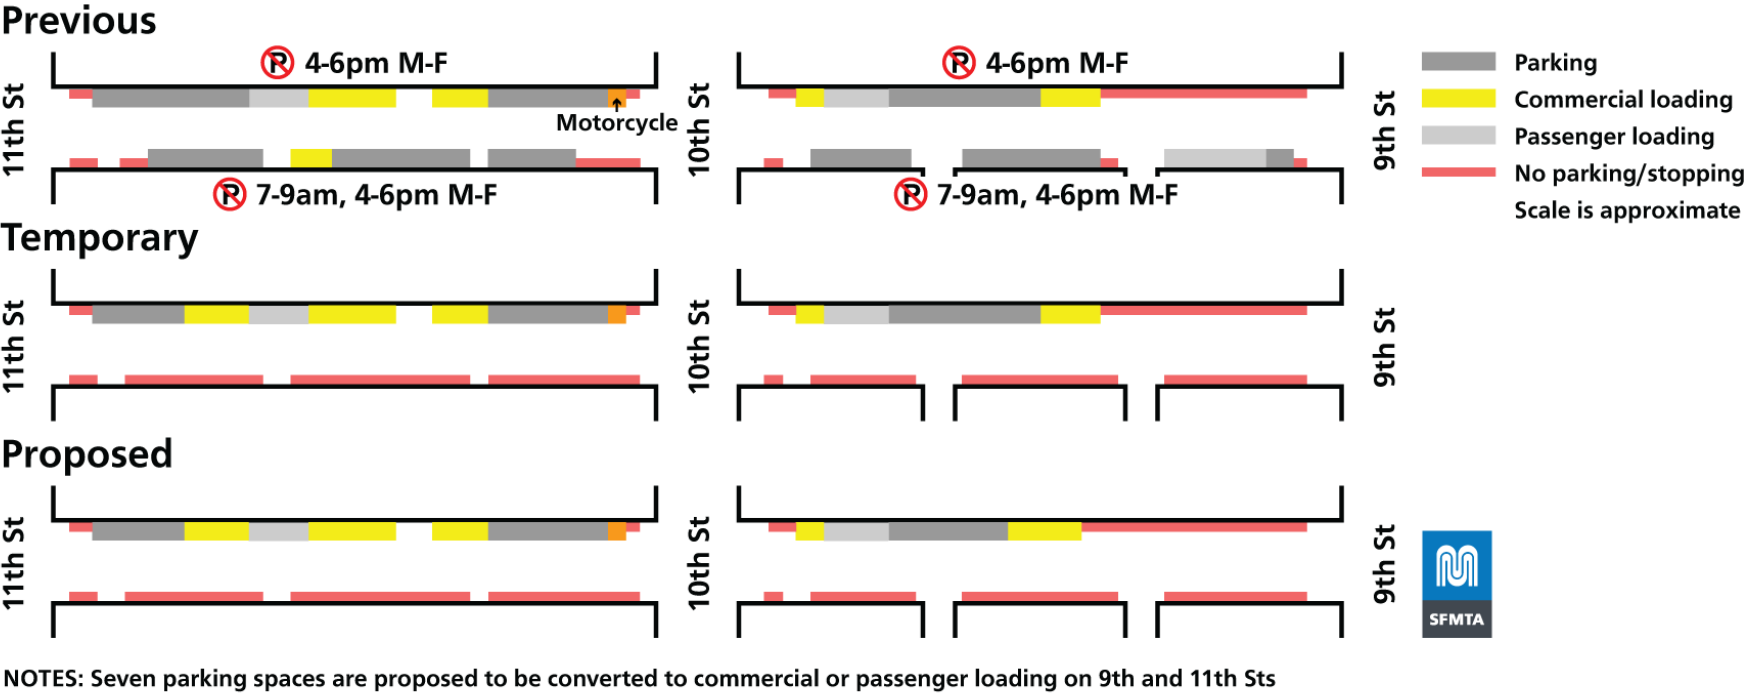 Previous
P 4-6pm M-F
P 4-6pm M-F
11th St
Motorcycle
10th St
9th St
P 7-9am, 4-6pm M-F
P 7-9am, 4-6pm M-F
Parking
Commercial loading
Passenger loading
No parking/stopping
Scale is approximate
Temporary
11th St
10th St
9th St
Proposed
11th St
10th St
9th St
SFMTA
NOTES: Seven parking spaces are proposed to be converted to commercial or passenger loading on 9th and 11th Sts